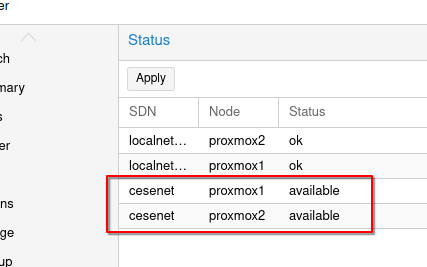 er
Status
ch
Apply
mary
SDN Node Status
s
localnet… proxmox2 ok
er
localnet… proxmox1 ok
cesenet proxmox1 available
ns
cesenet proxmox2 available
ge
up